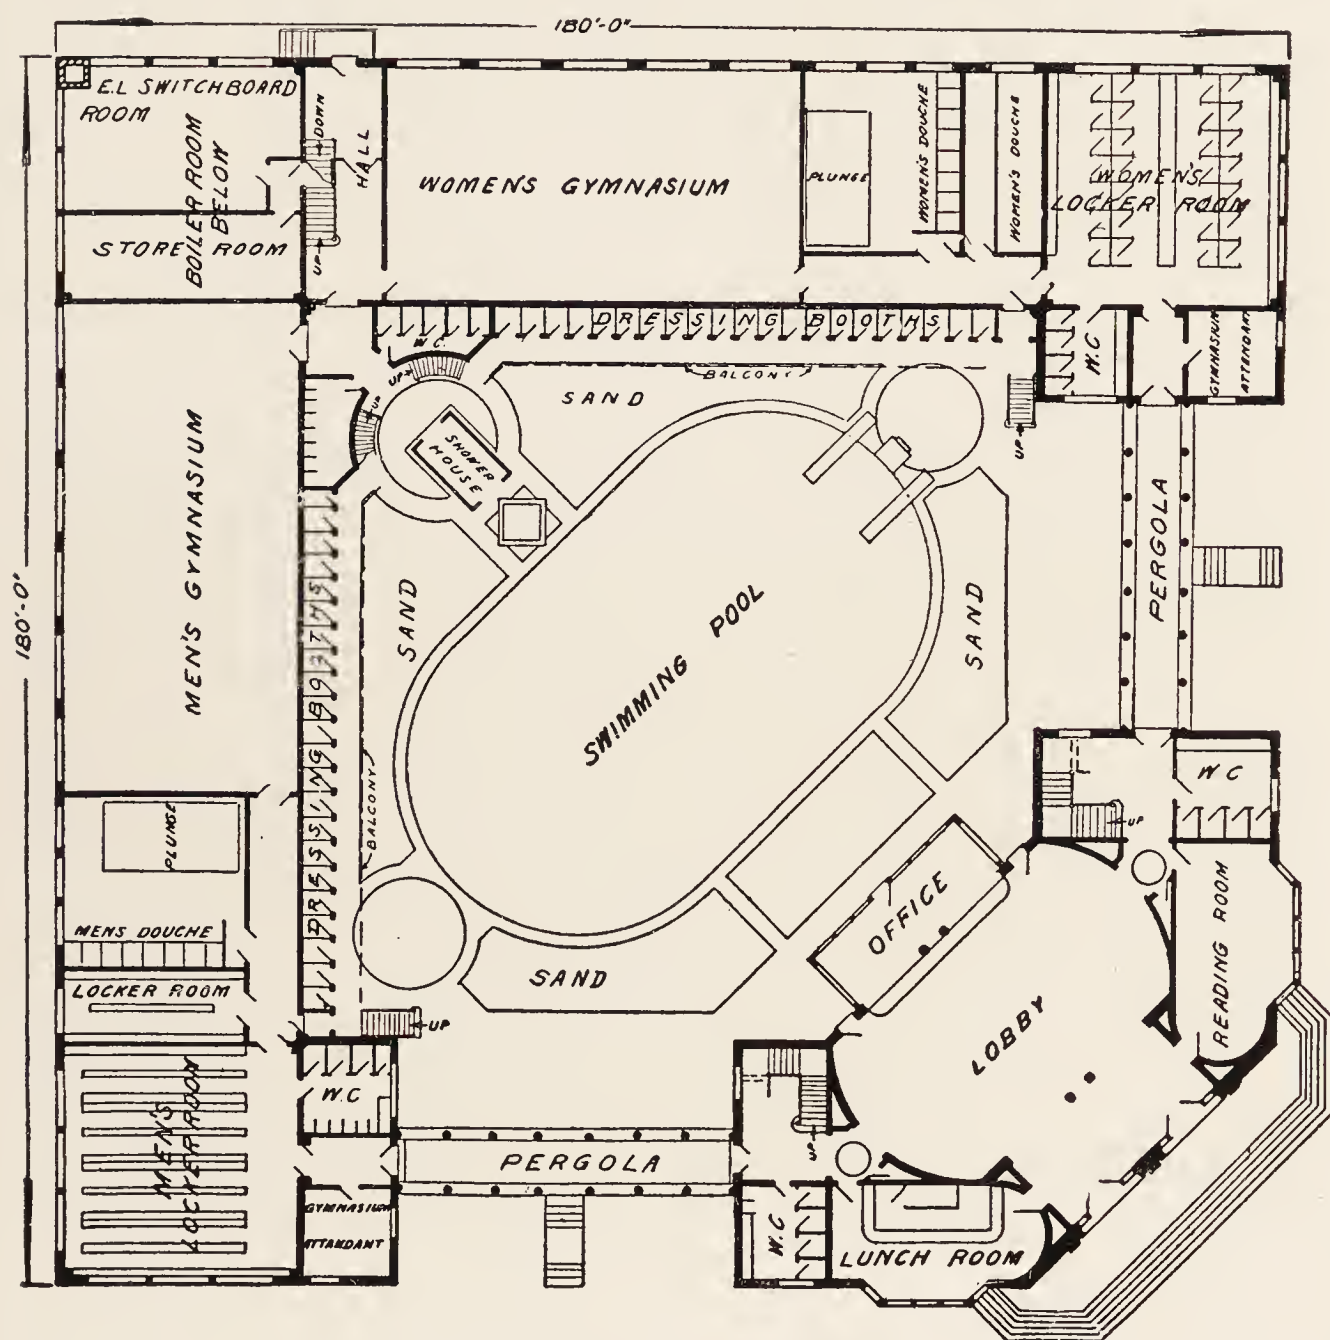 180'-0"
E.L SWITCHBOARD
ROOM
BOILER ROOM
BELOW
DOWN
HALL
WOMENS GYMNASIUM
PLUNGE
WOMEN'S DOUCHE
WOMEN'S DOUCHE
WOMEN'S
LOCKER ROOM
STORE ROOM
UP
DRESSING BOOTHS
W.C.
UP
BALCONY
W.C
GYMNASIUM
ATTENDANT
UP
SAND
UP
SHOWER
HOUSE
MEN'S GYMNASIUM
180'-0"
SAND
SWIMMING POOL
SAND
PERGOLA
DRESSING BOOTHS
BALCONY
W C
UP
PLUNGE
OFFICE
READING ROOM
MENS DOUCHE
LOCKER ROOM
SAND
UP
LOBBY
MEN'S
LOCKER ROOM
W.C
PERGOLA
UP
GYMNASIUM
ATTANDANT
W.C
LUNCH ROOM